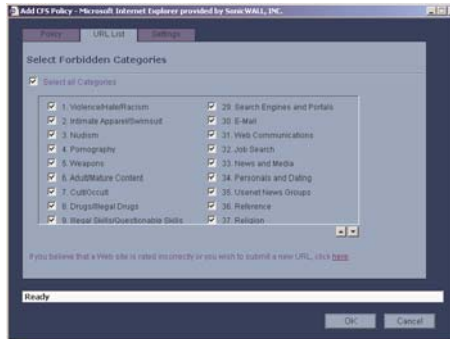 Add CFS Policy - Microsoft Internet Explorer provided by SonicWALL, INC.
Policy URL List Settings
Select Forbidden Categories
Select all Categories
1. Violence/Hate/Racism
2. Intimate Apparel/Swimsuit
3. Nudism
4. Pornography
5. Weapons
6. Adult/Mature Content
7. Cult/Occult
8. Drugs/Illegal Drugs
9. Illegal Skills/Questionable Skills
29. Search Engines and Portals
30. E-Mail
31. Web Communications
32. Job Search
33. News and Media
34. Personals and Dating
35. Usenet News Groups
36. Reference
37. Religion
If you believe that a Web site is rated incorrectly or you wish to submit a new URL, click here.
Ready
OK Cancel